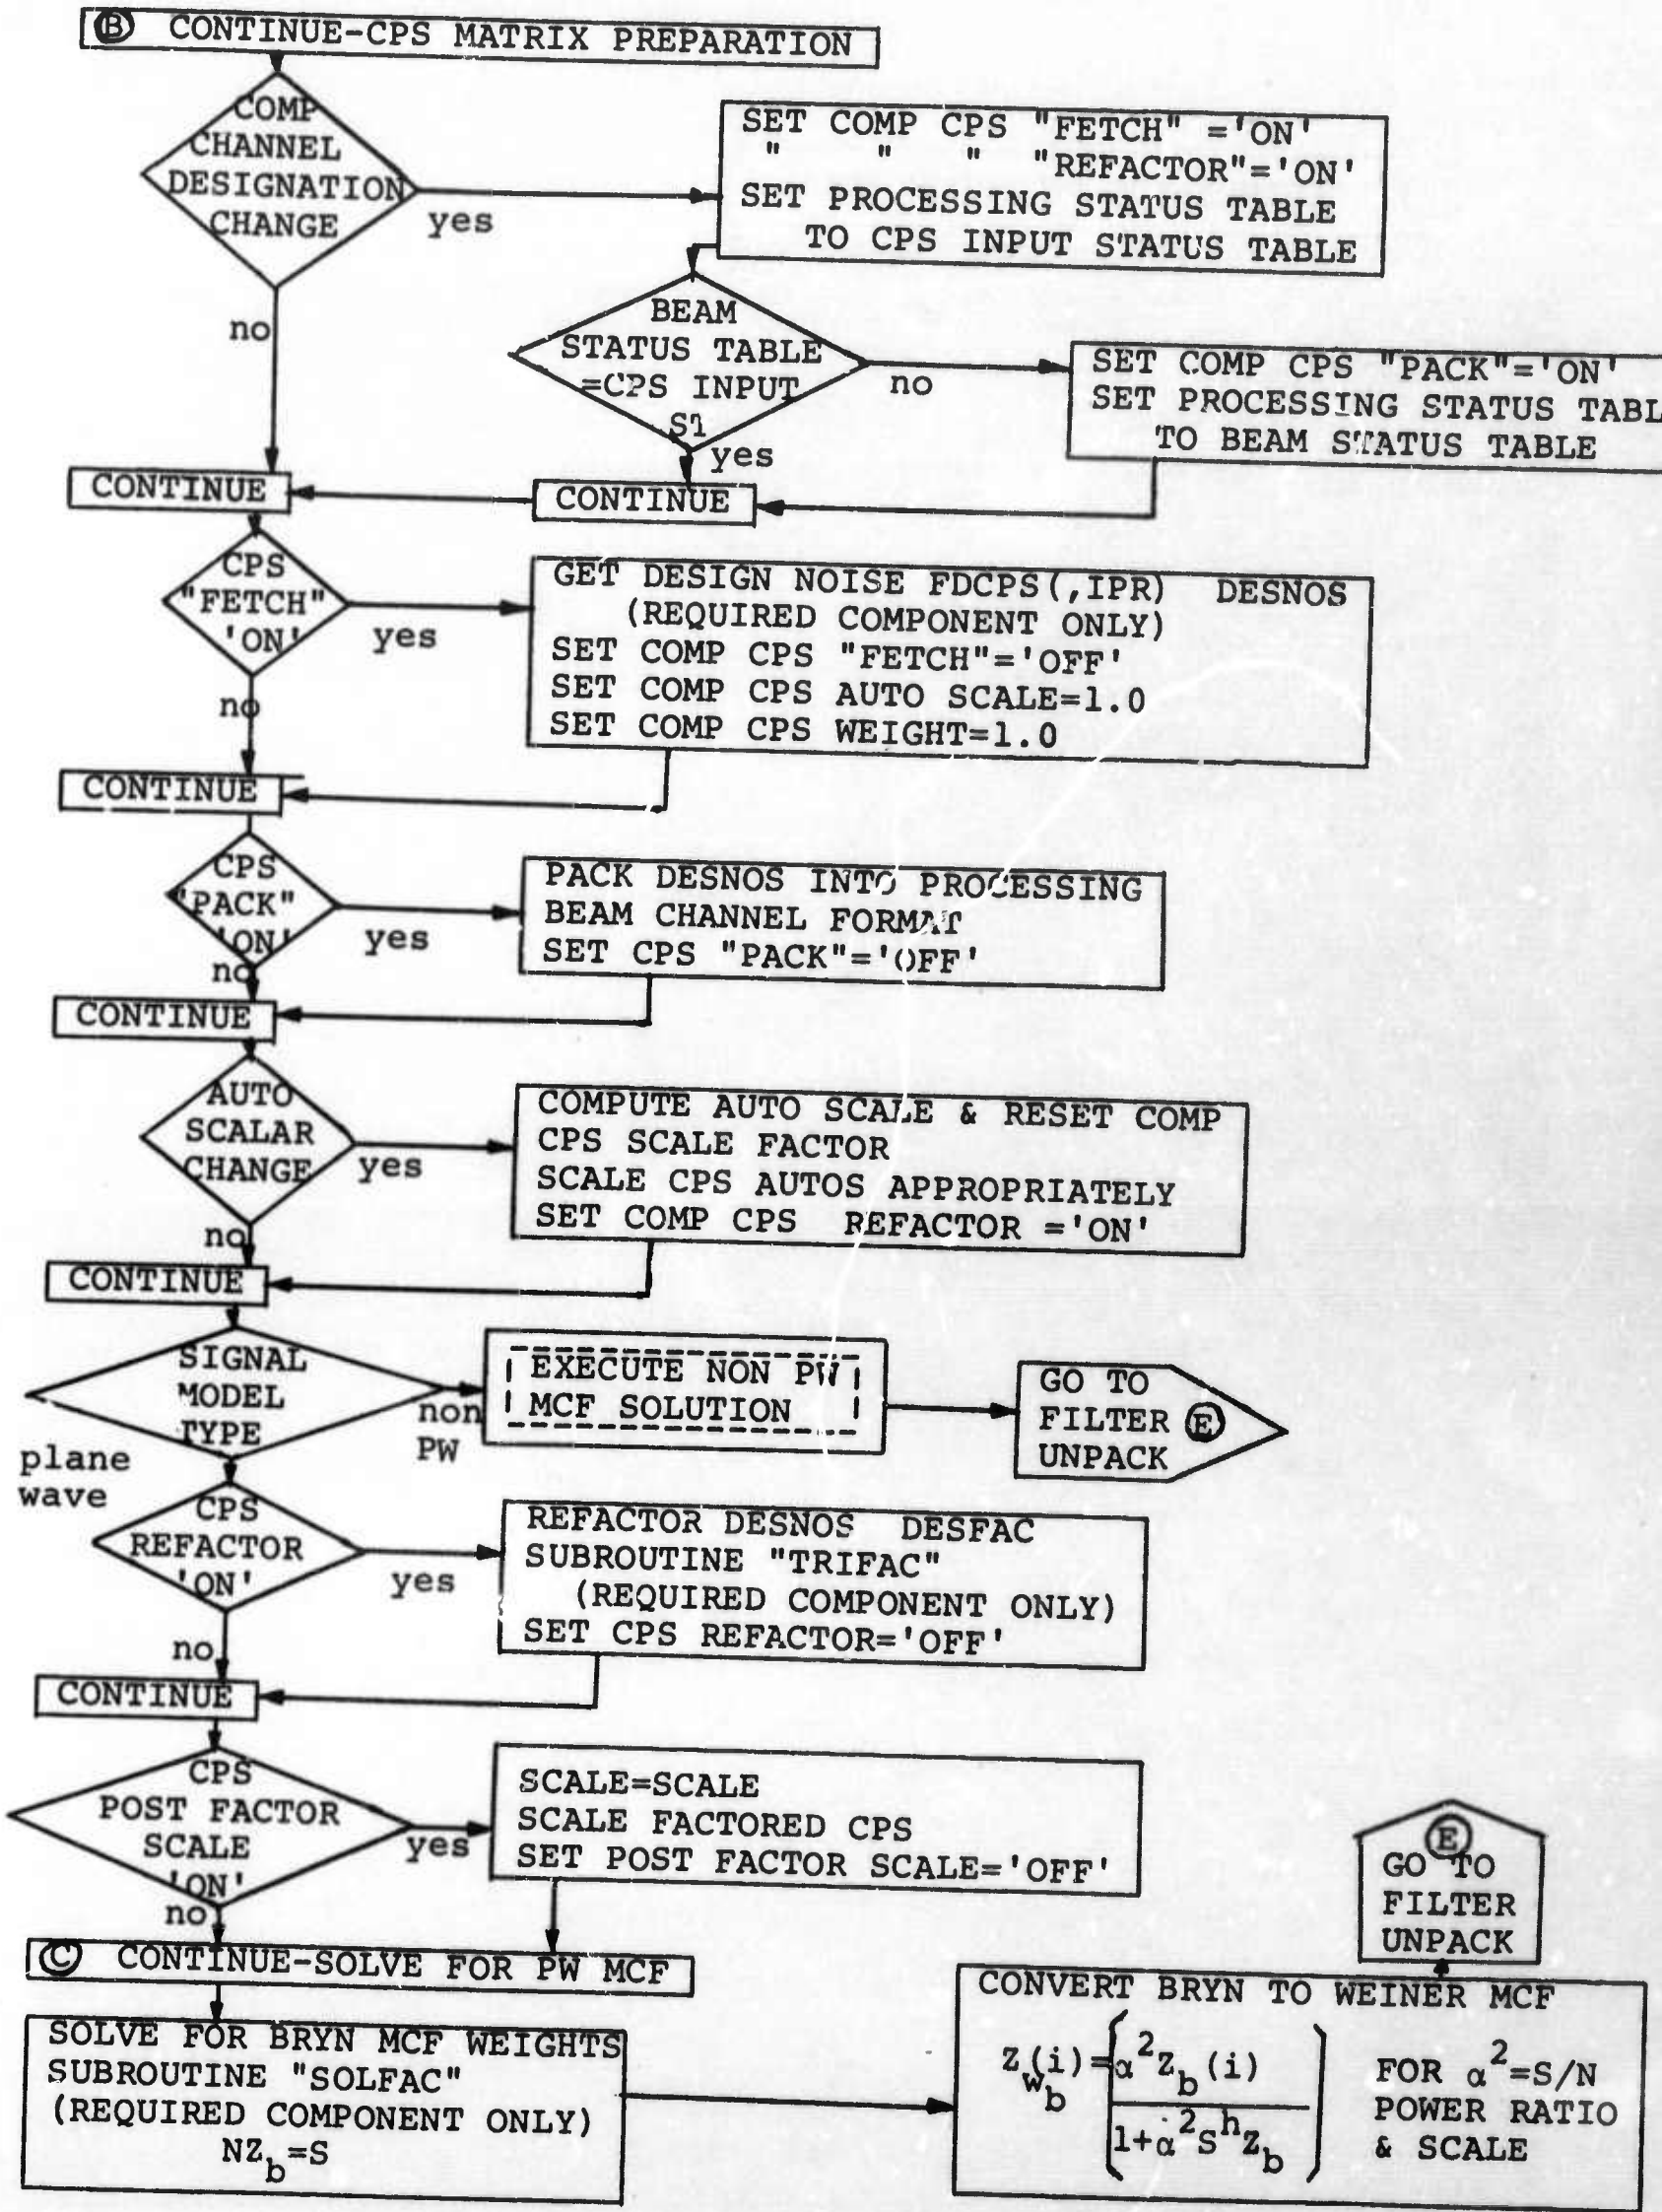 Ⓑ CONTINUE-CPS MATRIX PREPARATION
COMP
CHANNEL
DESIGNATION
CHANGE
yes
no
SET COMP CPS "FETCH" ='ON'
" " " "REFACTOR"='ON'
SET PROCESSING STATUS TABLE
TO CPS INPUT STATUS TABLE
BEAM
STATUS TABLE
=CPS INPUT
no
yes
SET COMP CPS "PACK"='ON'
SET PROCESSING STATUS TABL
TO BEAM STATUS TABLE
CONTINUE
CONTINUE
CPS
"FETCH"
'ON'
yes
no
GET DESIGN NOISE FDCPS(,IPR) DESNOS
(REQUIRED COMPONENT ONLY)
SET COMP CPS "FETCH"='OFF'
SET COMP CPS AUTO SCALE=1.0
SET COMP CPS WEIGHT=1.0
CONTINUE
CPS
"PACK"
'ON'
yes
no
PACK DESNOS INTO PROCESSING
BEAM CHANNEL FORMAT
SET CPS "PACK"='OFF'
CONTINUE
AUTO
SCALAR
CHANGE
yes
no
COMPUTE AUTO SCALE & RESET COMP
CPS SCALE FACTOR
SCALE CPS AUTOS APPROPRIATELY
SET COMP CPS REFACTOR ='ON'
CONTINUE
SIGNAL
MODEL
TYPE
non
PW
plane
wave
EXECUTE NON PW
MCF SOLUTION
GO TO
FILTER Ⓔ
UNPACK
CPS
REFACTOR
'ON'
yes
no
REFACTOR DESNOS DESFAC
SUBROUTINE "TRIFAC"
(REQUIRED COMPONENT ONLY)
SET CPS REFACTOR='OFF'
CONTINUE
CPS
POST FACTOR
SCALE
'ON'
yes
no
SCALE=SCALE
SCALE FACTORED CPS
SET POST FACTOR SCALE='OFF'
Ⓒ CONTINUE-SOLVE FOR PW MCF
SOLVE FOR BRYN MCF WEIGHTS
SUBROUTINE "SOLFAC"
(REQUIRED COMPONENT ONLY)
NZ_b=S
Ⓔ
GO TO
FILTER
UNPACK
CONVERT BRYN TO WEINER MCF
Z_w_b(i)=(α²Z_b(i)
1+α²S^hZ_b)
FOR α²=S/N
POWER RATIO
& SCALE